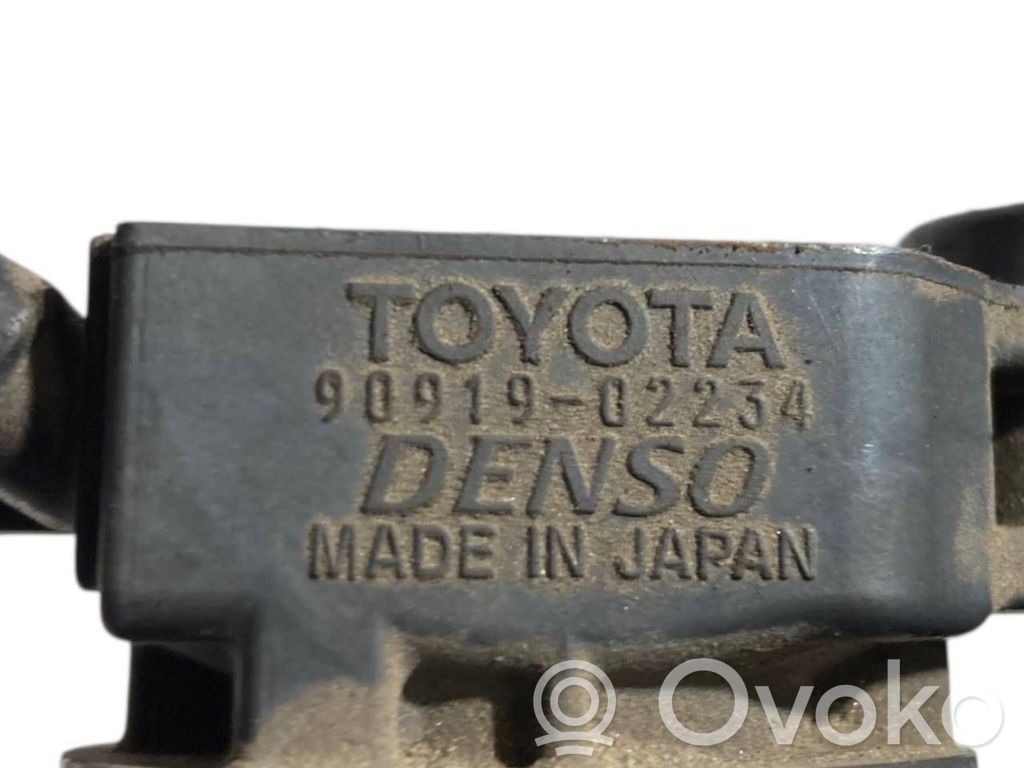 TOYOTA
90919-02234
DENSO
MADE IN JAPAN
Ovoko